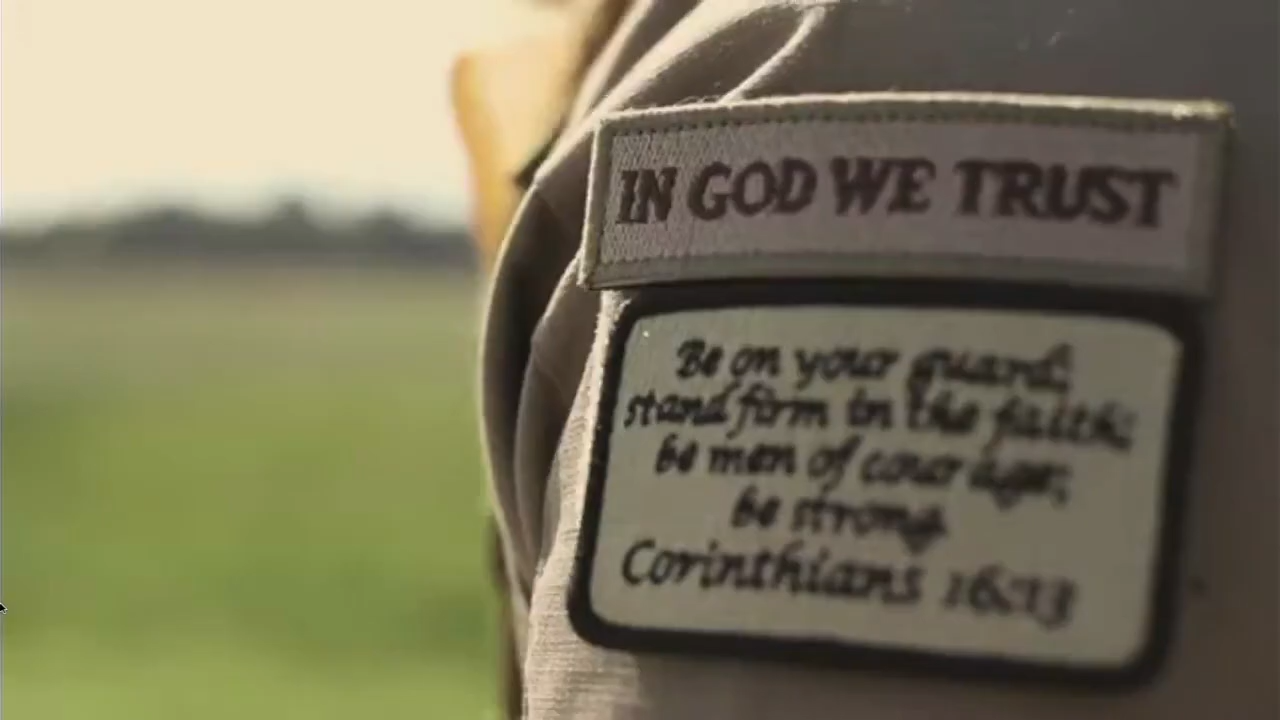 IN GOD WE TRUST
Be on your guard;
stand firm in the faith;
be men of courage;
be strong.
Corinthians 16:13